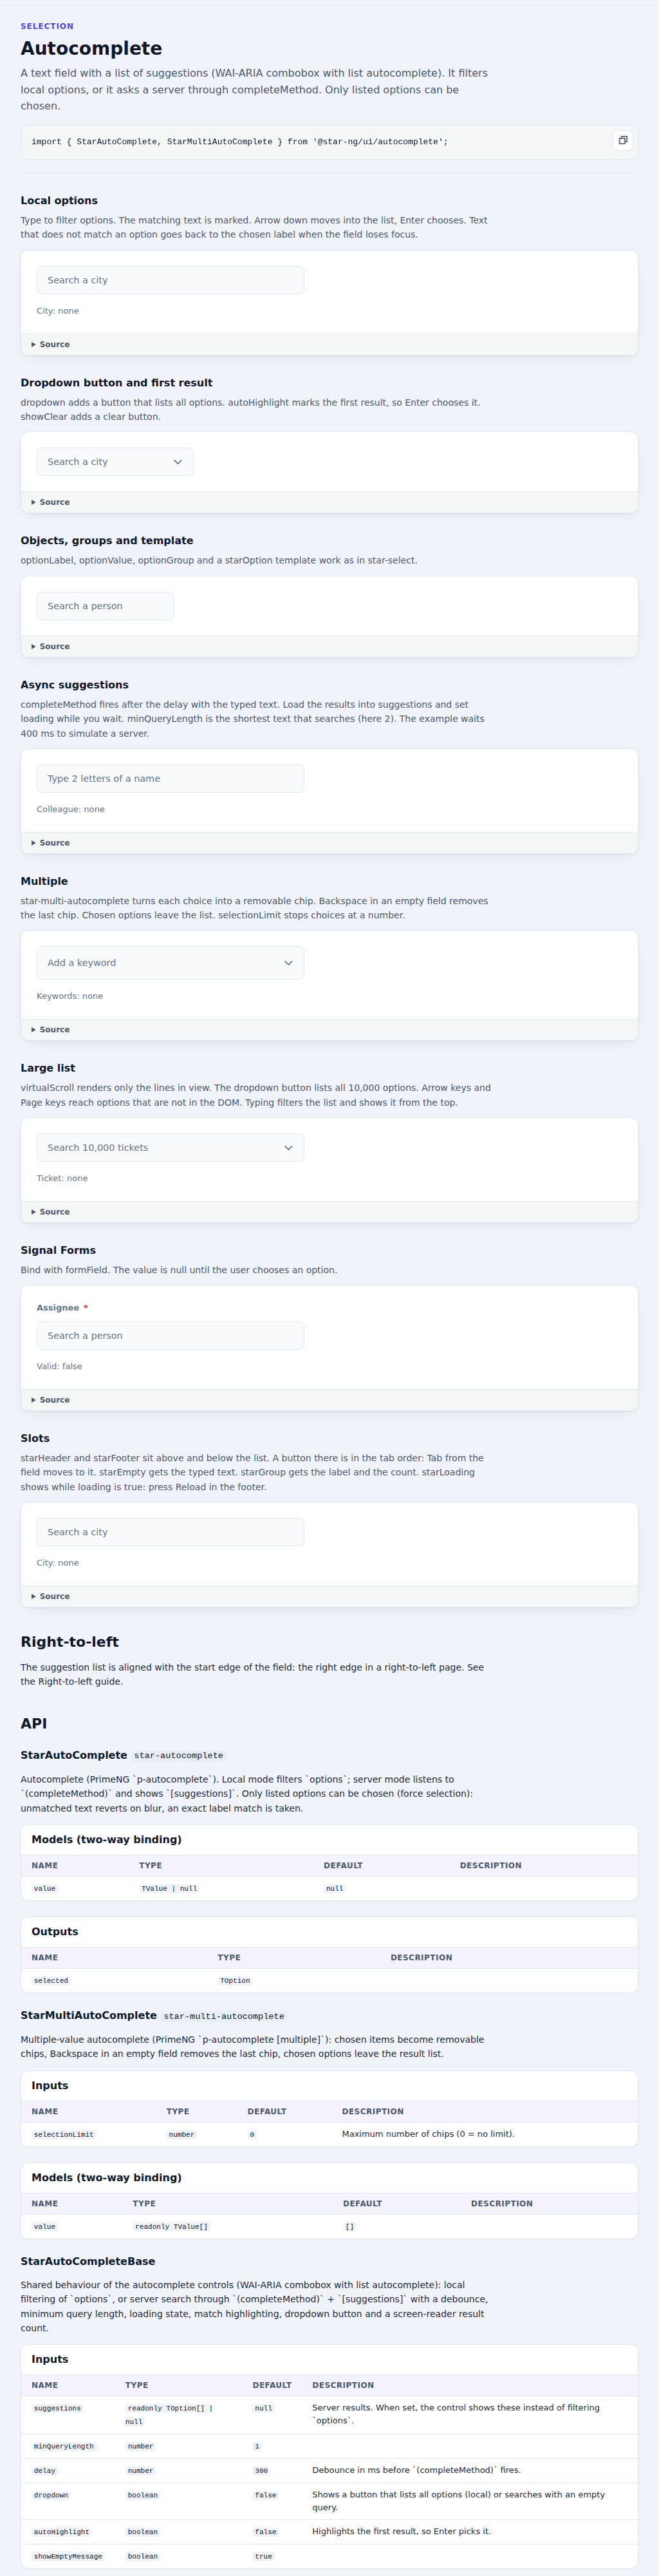 SELECTION
Autocomplete
A text field with a list of suggestions (WAI-ARIA combobox with list autocomplete). It filters
local options, or it asks a server through completeMethod. Only listed options can be
chosen.
import { StarAutoComplete, StarMultiAutoComplete } from '@star-ng/ui/autocomplete';
Local options
Type to filter options. The matching text is marked. Arrow down moves into the list, Enter chooses. Text
that does not match an option goes back to the chosen label when the field loses focus.
Search a city
City: none
Source
Dropdown button and first result
dropdown adds a button that lists all options. autoHighlight marks the first result, so Enter chooses it.
showClear adds a clear button.
Search a city
Source
Objects, groups and template
optionLabel, optionValue, optionGroup and a starOption template work as in star-select.
Search a person
Source
Async suggestions
completeMethod fires after the delay with the typed text. Load the results into suggestions and set
loading while you wait. minQueryLength is the shortest text that searches (here 2). The example waits
400 ms to simulate a server.
Type 2 letters of a name
Colleague: none
Source
Multiple
star-multi-autocomplete turns each choice into a removable chip. Backspace in an empty field removes
the last chip. Chosen options leave the list. selectionLimit stops choices at a number.
Add a keyword
Keywords: none
Source
Large list
virtualScroll renders only the lines in view. The dropdown button lists all 10,000 options. Arrow keys and
Page keys reach options that are not in the DOM. Typing filters the list and shows it from the top.
Search 10,000 tickets
Ticket: none
Source
Signal Forms
Bind with formField. The value is null until the user chooses an option.
Assignee *
Search a person
Valid: false
Source
Slots
starHeader and starFooter sit above and below the list. A button there is in the tab order: Tab from the
field moves to it. starEmpty gets the typed text. starGroup gets the label and the count. starLoading
shows while loading is true: press Reload in the footer.
Search a city
City: none
Source
Right-to-left
The suggestion list is aligned with the start edge of the field: the right edge in a right-to-left page. See
the Right-to-left guide.
API
StarAutoComplete star-autocomplete
Autocomplete (PrimeNG `p-autocomplete`). Local mode filters `options`; server mode listens to
`(completeMethod)` and shows `[suggestions]`. Only listed options can be chosen (force selection):
unmatched text reverts on blur, an exact label match is taken.
Models (two-way binding)
NAME TYPE DEFAULT DESCRIPTION
value TValue | null null
Outputs
NAME TYPE DESCRIPTION
selected TOption
StarMultiAutoComplete star-multi-autocomplete
Multiple-value autocomplete (PrimeNG `p-autocomplete [multiple]`): chosen items become removable
chips, Backspace in an empty field removes the last chip, chosen options leave the result list.
Inputs
NAME TYPE DEFAULT DESCRIPTION
selectionLimit number 0 Maximum number of chips (0 = no limit).
Models (two-way binding)
NAME TYPE DEFAULT DESCRIPTION
value readonly TValue[] []
StarAutoCompleteBase
Shared behaviour of the autocomplete controls (WAI-ARIA combobox with list autocomplete): local
filtering of `options`, or server search through `(completeMethod)` + `[suggestions]` with a debounce,
minimum query length, loading state, match highlighting, dropdown button and a screen-reader result
count.
Inputs
NAME TYPE DEFAULT DESCRIPTION
suggestions readonly TOption[] | null Server results. When set, the control shows these instead of filtering
null `options`.
minQueryLength number 1
delay number 300 Debounce in ms before `(completeMethod)` fires.
dropdown boolean false Shows a button that lists all options (local) or searches with an empty
query.
autoHighlight boolean false Highlights the first result, so Enter picks it.
showEmptyMessage boolean true